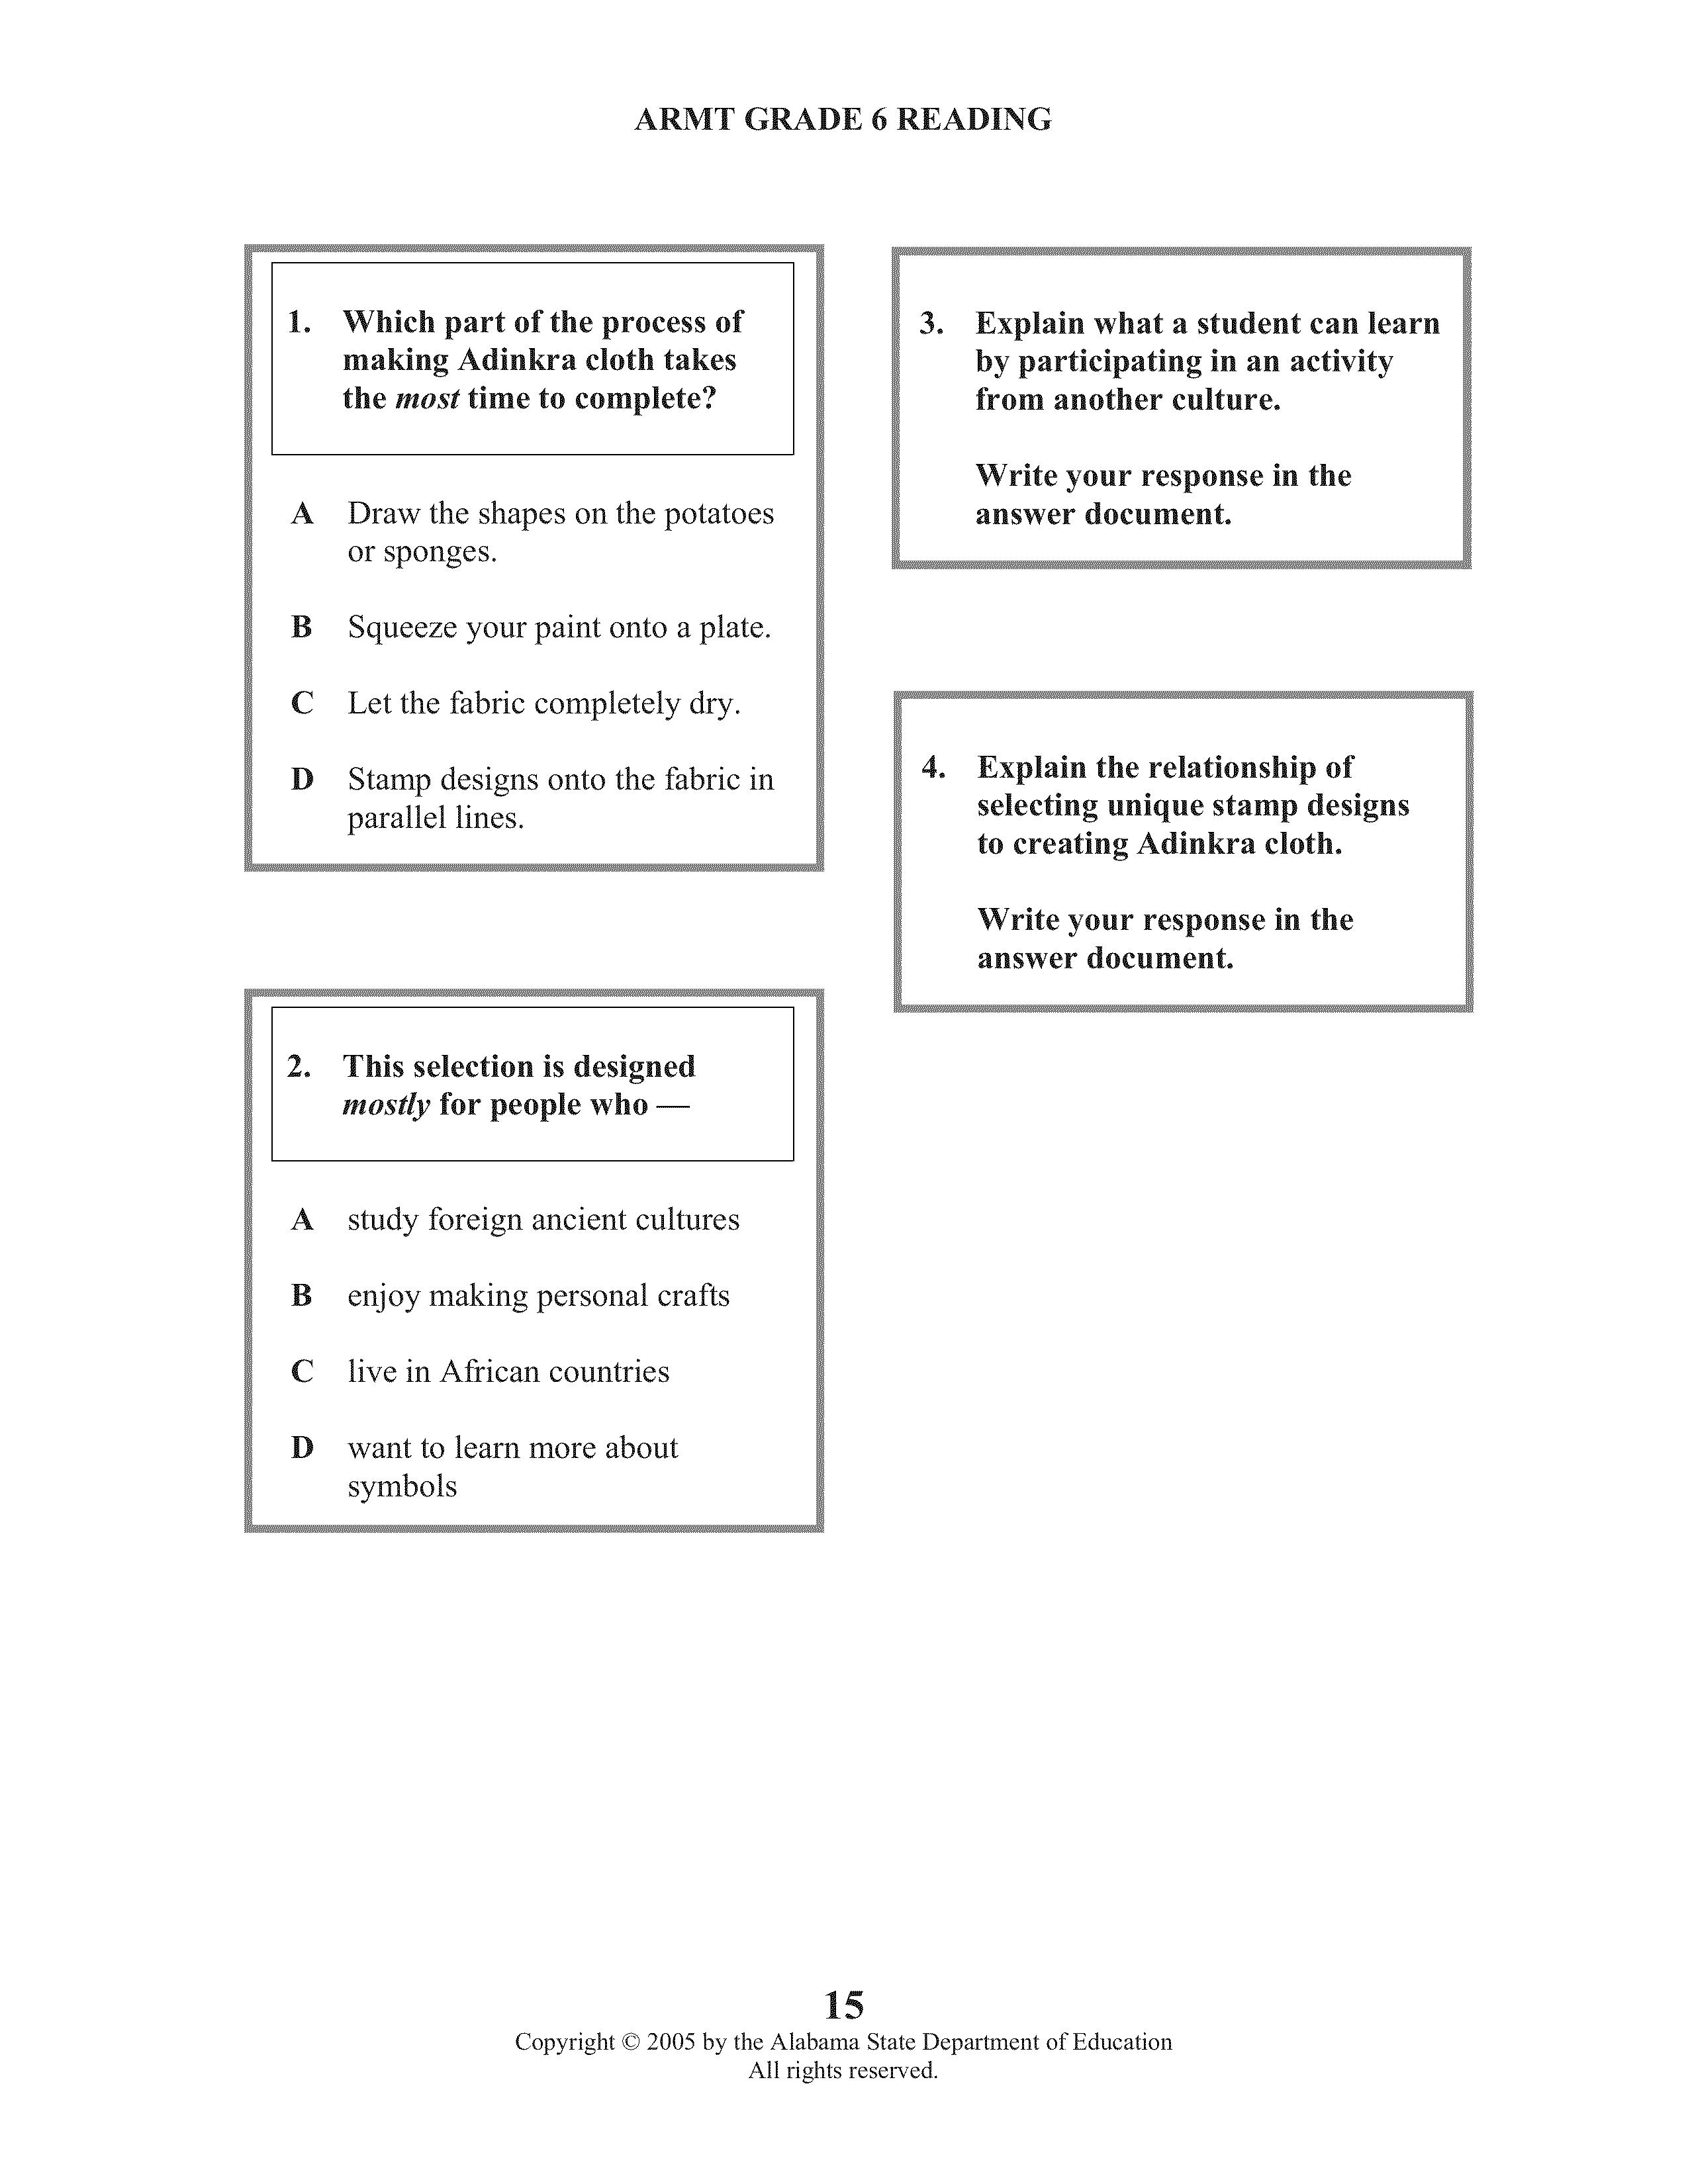 ARMT GRADE 6 READING
1. Which part of the process of
making Adinkra cloth takes
the most time to complete?
A Draw the shapes on the potatoes
or sponges.
B Squeeze your paint onto a plate.
C Let the fabric completely dry.
D Stamp designs onto the fabric in
parallel lines.
2. This selection is designed
mostly for people who —
A study foreign ancient cultures
B enjoy making personal crafts
C live in African countries
D want to learn more about
symbols
3. Explain what a student can learn
by participating in an activity
from another culture.
Write your response in the
answer document.
4. Explain the relationship of
selecting unique stamp designs
to creating Adinkra cloth.
Write your response in the
answer document.
15
Copyright © 2005 by the Alabama State Department of Education
All rights reserved.